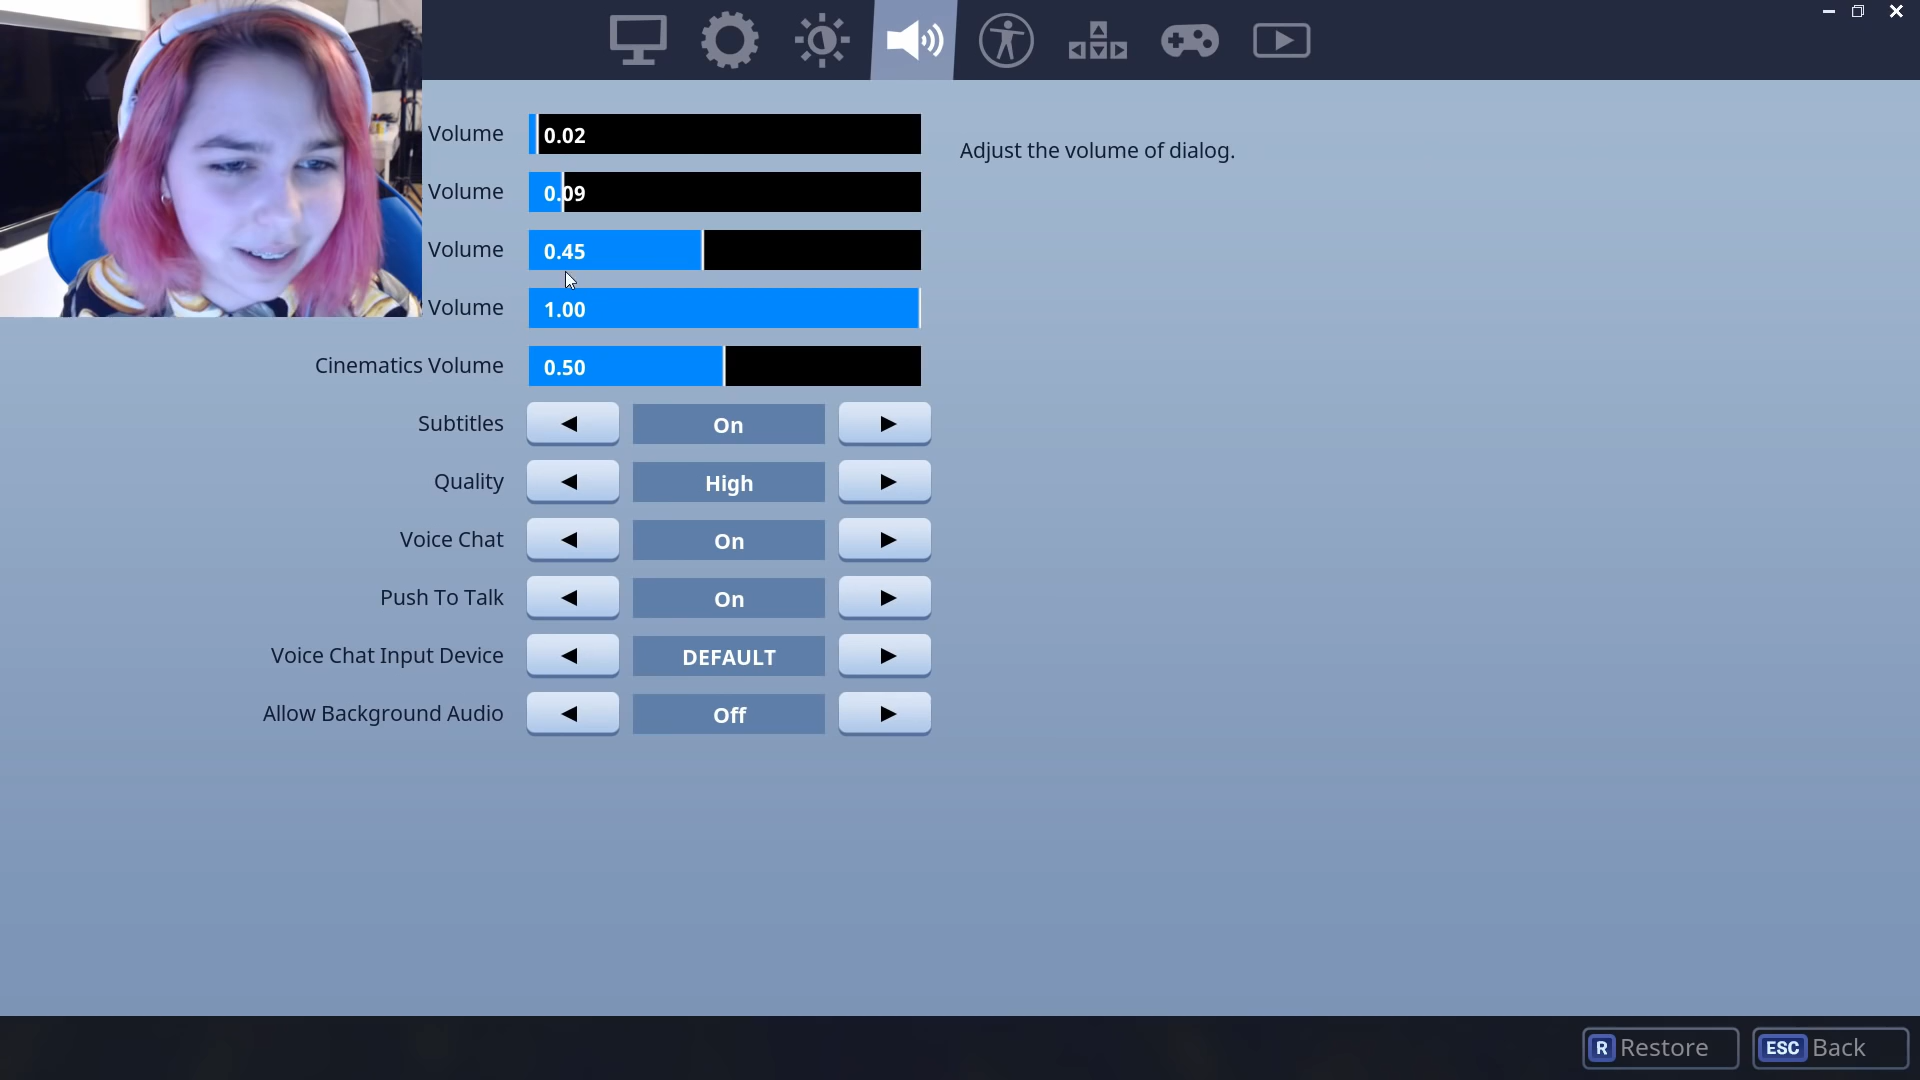 Volume 0.02
Adjust the volume of dialog.
Volume 0.09
Volume 0.45
Volume 1.00
Cinematics Volume 0.50
Subtitles On
Quality High
Voice Chat On
Push To Talk On
Voice Chat Input Device DEFAULT
Allow Background Audio Off
R Restore ESC Back